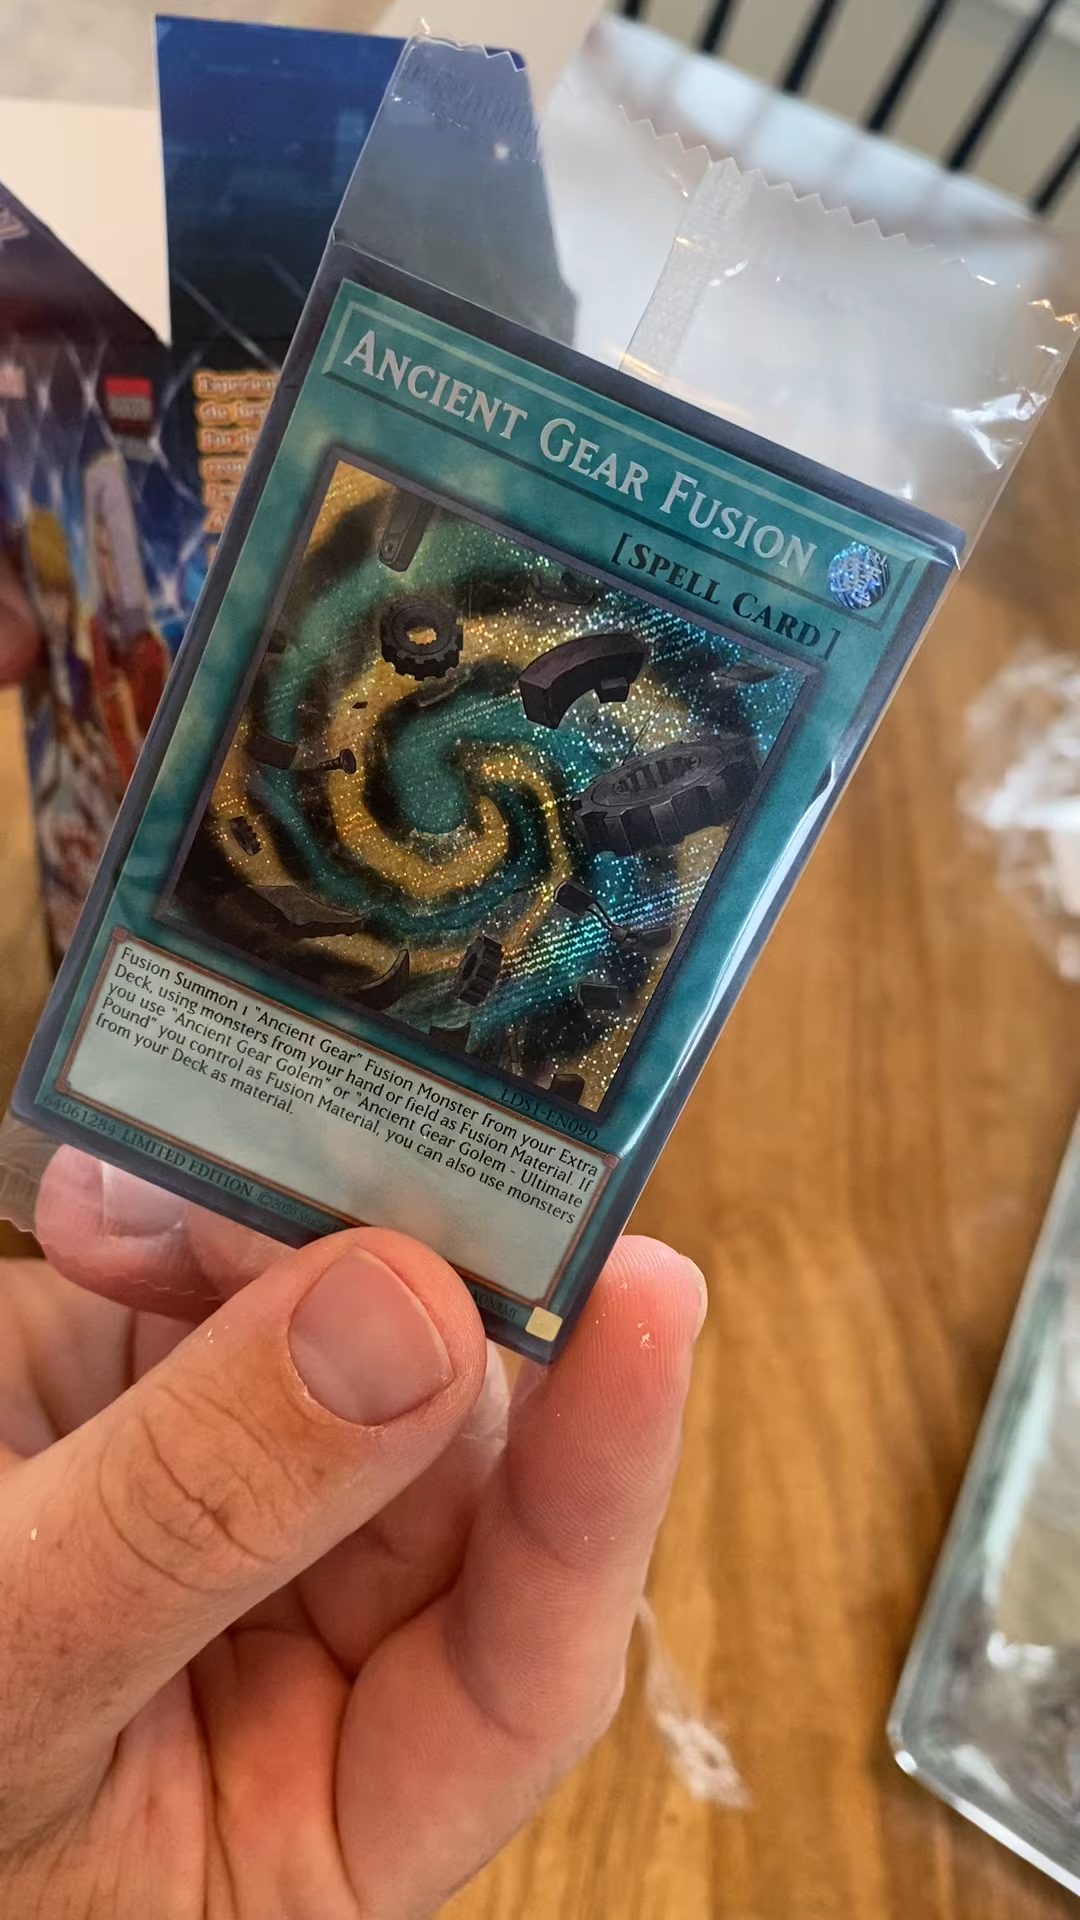 ANCIENT GEAR FUSION
[SPELL CARD]
LDS1-EN090
Fusion Summon 1 "Ancient Gear" Fusion Monster from your Extra
Deck, using monsters from your hand or field as Fusion Material. If
you use "Ancient Gear Golem" or "Ancient Gear Golem - Ultimate
Pound" you control as Fusion Material, you can also use monsters
from your Deck as material.
64061284 LIMITED EDITION ©2020
KONAMI